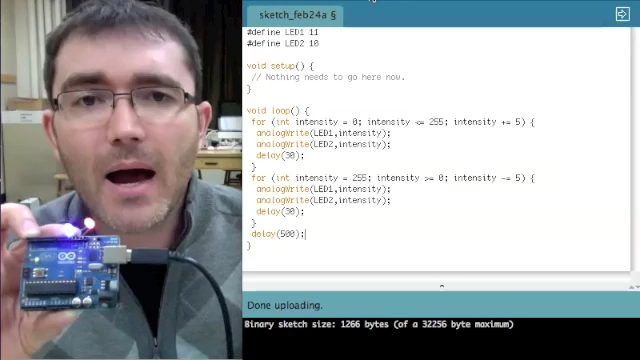 sketch_feb24a §
#define LED1 11
#define LED2 10
void setup() {
// Nothing needs to go here now.
}
void loop() {
for (int intensity = 0; intensity <= 255; intensity += 5) {
analogWrite(LED1,intensity);
analogWrite(LED2,intensity);
delay(30);
}
for (int intensity = 255; intensity >= 0; intensity -= 5) {
analogWrite(LED1,intensity);
analogWrite(LED2,intensity);
delay(30);
}
delay(500);
}
Done uploading.
Binary sketch size: 1266 bytes (of a 32256 byte maximum)